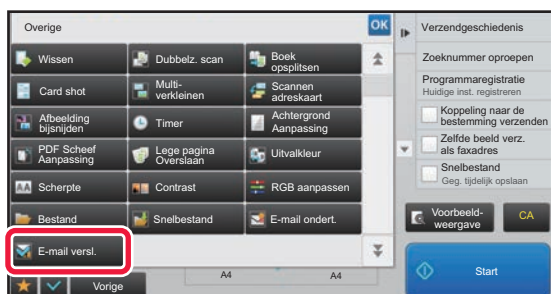 Overige
OK
Wissen
Dubbelz. scan
Boek
opsplitsen
Card shot
Multi-
verkleinen
Scannen
adreskaart
Afbeelding
bijsnijden
Timer
Achtergrond
Aanpassing
PDF Scheef
Aanpassing
Lege pagina
Overslaan
Uitvalkleur
AA
Scherpte
Contrast
RGB aanpassen
Bestand
Snelbestand
E-mail ondert.
E-mail versl.
Vorige
A4
A4
Verzendgeschiedenis
Zoeknummer oproepen
Programmaregistratie
Huidige inst. registreren
Koppeling naar de
bestemming verzenden
Zelfde beeld verz.
als faxadres
Snelbestand
Geg. tijdelijk opslaan
Voorbeeld-
weergave
CA
Start